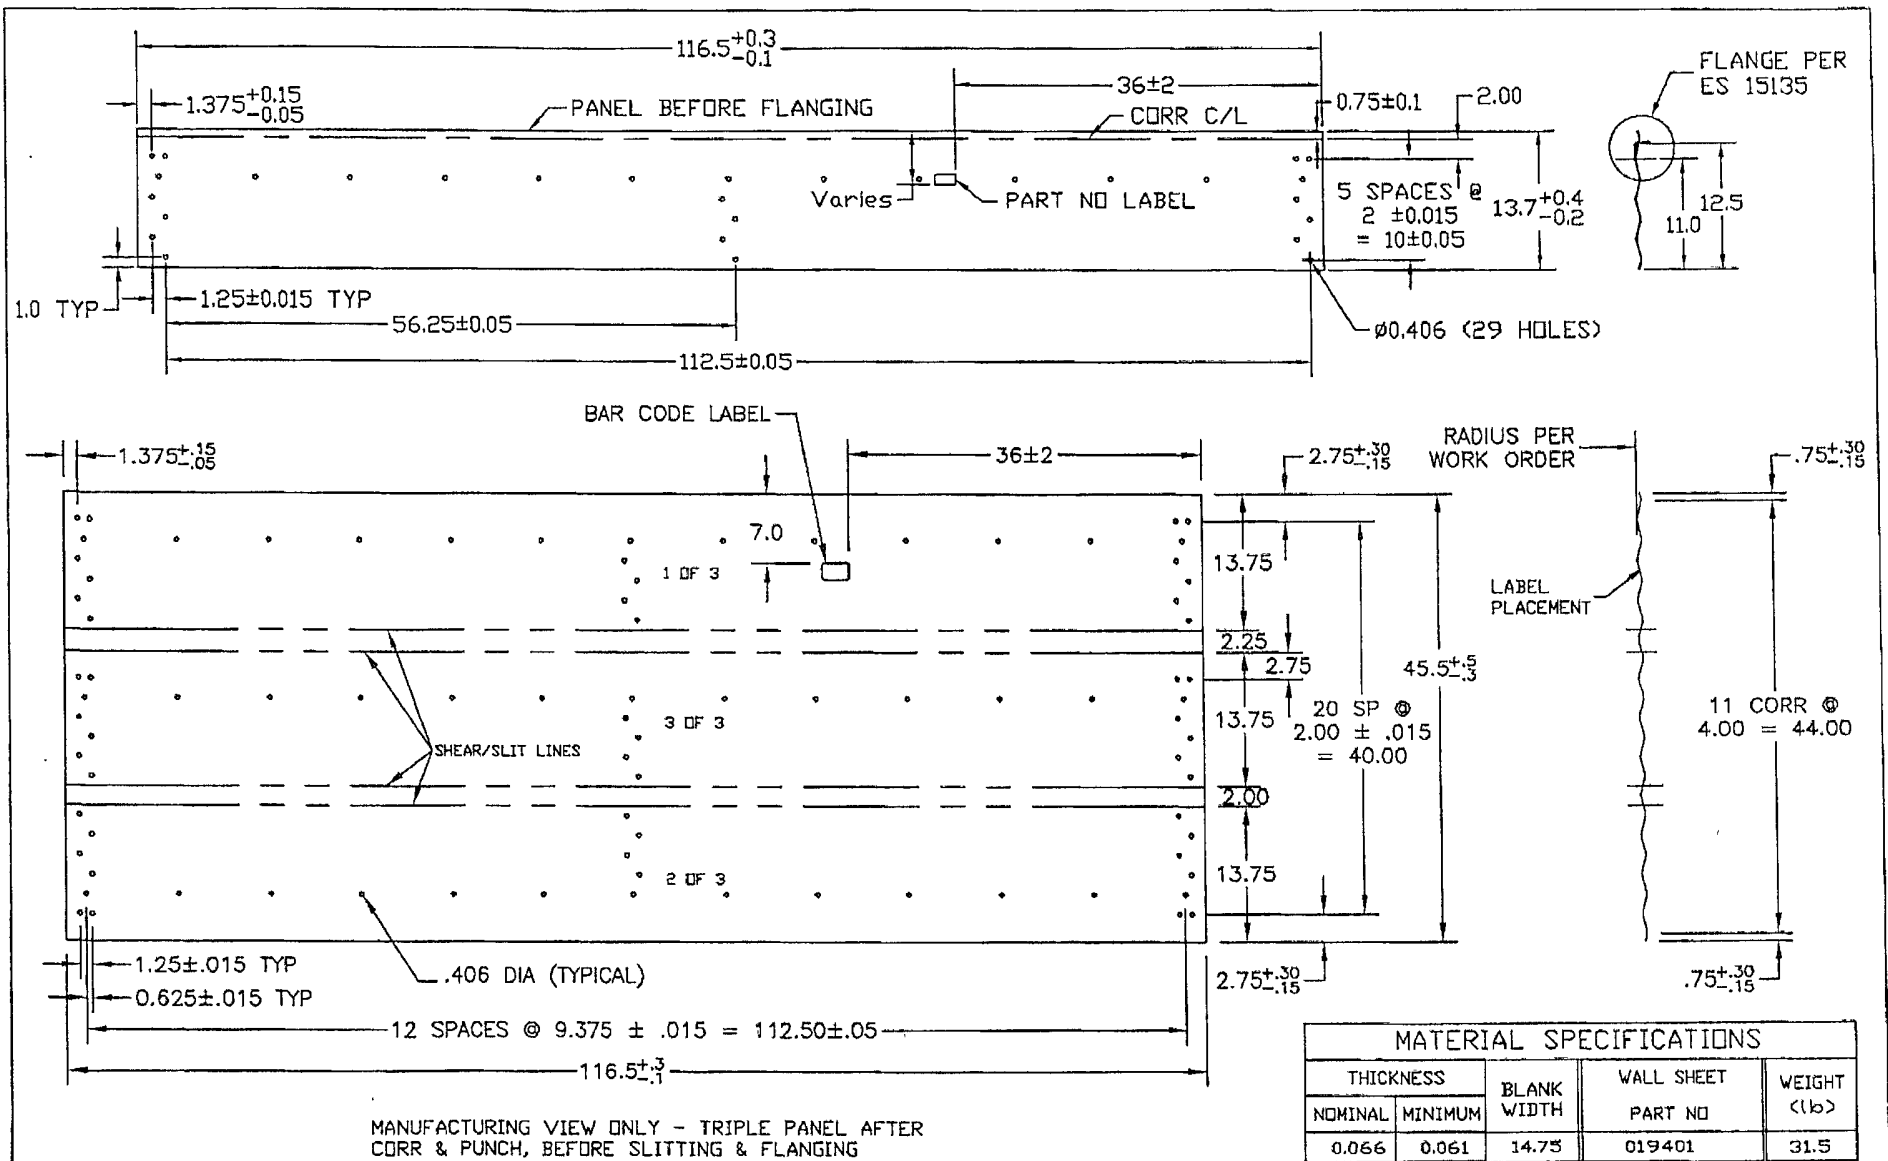 116.5+0.3-0.1
36±2
FLANGE PER
ES 15135
1.375+0.15-0.05
PANEL BEFORE FLANGING
CORR C/L
0.75±0.1
2.00
Varies
PART NO LABEL
5 SPACES @
2 ±0.015
= 10±0.05
13.7+0.4-0.2
11.0
12.5
1.0 TYP
1.25±0.015 TYP
56.25±0.05
ø0.406 (29 HOLES)
112.5±0.05
BAR CODE LABEL
1.375+.15-.05
36±2
2.75+.30-.15
RADIUS PER
WORK ORDER
.75+.30-.15
7.0
1 OF 3
13.75
LABEL
PLACEMENT
2.25
2.75
45.5+.5-.3
3 OF 3
13.75
20 SP @
2.00 ± .015
= 40.00
11 CORR @
4.00 = 44.00
SHEAR/SLIT LINES
2.00
2 OF 3
13.75
1.25±.015 TYP
.406 DIA (TYPICAL)
2.75+.30-.15
.75+.30-.15
0.625±.015 TYP
12 SPACES @ 9.375 ± .015 = 112.50±.05
116.5+.3-.1
MANUFACTURING VIEW ONLY - TRIPLE PANEL AFTER
CORR & PUNCH, BEFORE SLITTING & FLANGING
MATERIAL SPECIFICATIONS
THICKNESS
BLANK
WIDTH
WALL SHEET
PART NO
WEIGHT
(lb)
NOMINAL MINIMUM
0.066 0.061 14.75 019401 31.5